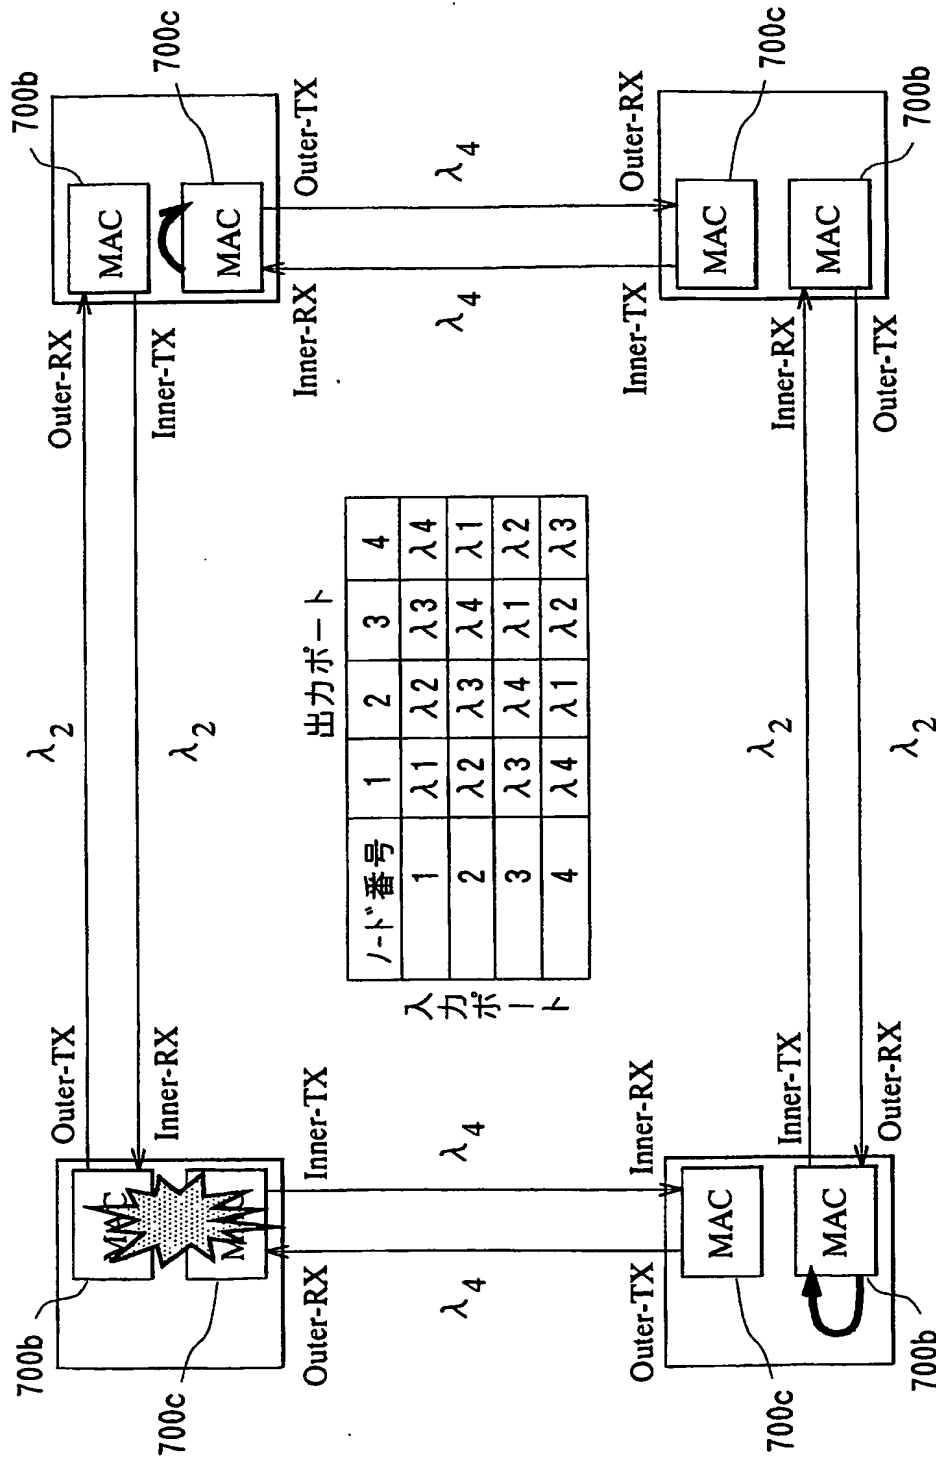 700b
700c
MAC
MAC
Outer-TX
Inner-RX
Outer-RX
Inner-TX
λ2
λ2
Outer-RX
Inner-TX
Outer-TX
Inner-RX
700b
700c
MAC
MAC
λ4
λ4
λ4
λ4
出力ポート
入力ポート
ノード番号 1 2 3 4
1 λ1 λ2 λ3 λ4
2 λ2 λ3 λ4 λ1
3 λ3 λ4 λ1 λ2
4 λ4 λ1 λ2 λ3
Outer-TX
Inner-RX
700c
700b
MAC
MAC
Inner-TX
Outer-RX
λ2
λ2
Inner-TX
Outer-RX
Inner-RX
Outer-TX
700c
700b
MAC
MAC